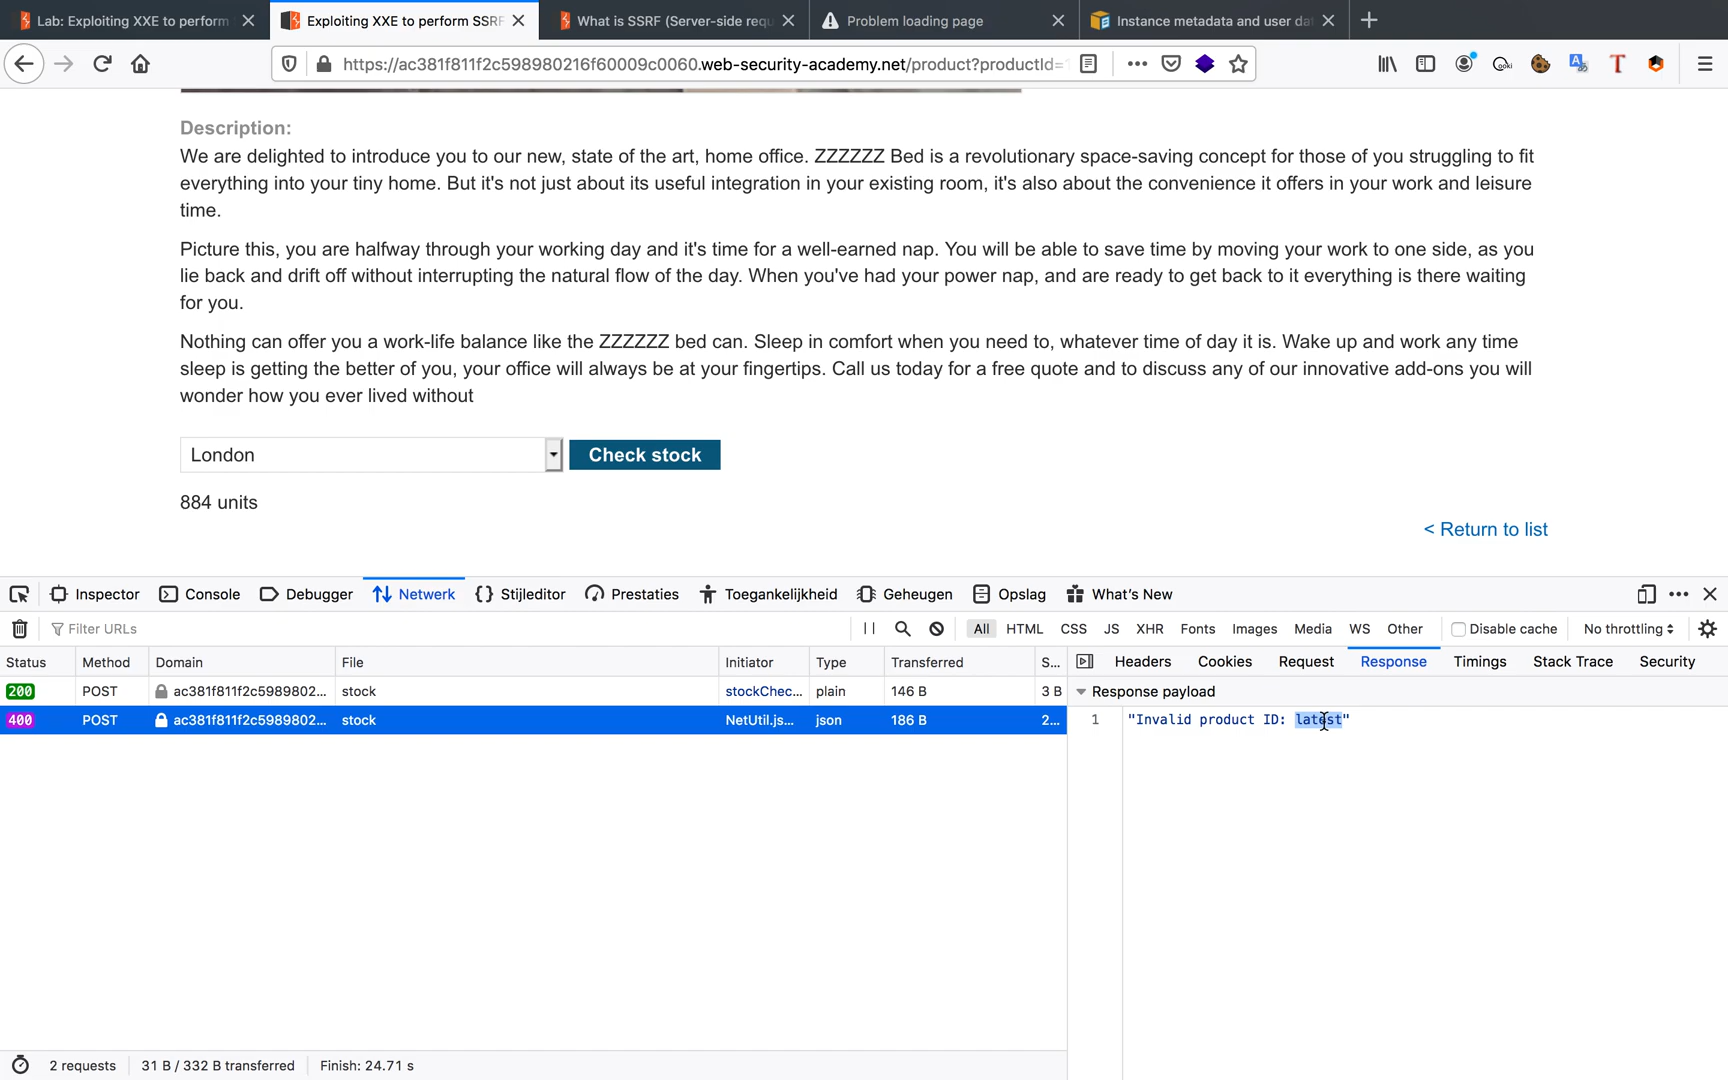 Lab: Exploiting XXE to perform
Exploiting XXE to perform SSRF
What is SSRF (Server-side requ
Problem loading page
Instance metadata and user dat
https://ac381f811f2c598980216f60009c0060.web-security-academy.net/product?productId=1
Description:
We are delighted to introduce you to our new, state of the art, home office. ZZZZZZ Bed is a revolutionary space-saving concept for those of you struggling to fit
everything into your tiny home. But it's not just about its useful integration in your existing room, it's also about the convenience it offers in your work and leisure
time.
Picture this, you are halfway through your working day and it's time for a well-earned nap. You will be able to save time by moving your work to one side, as you
lie back and drift off without interrupting the natural flow of the day. When you've had your power nap, and are ready to get back to it everything is there waiting
for you.
Nothing can offer you a work-life balance like the ZZZZZZ bed can. Sleep in comfort when you need to, whatever time of day it is. Wake up and work any time
sleep is getting the better of you, your office will always be at your fingertips. Call us today for a free quote and to discuss any of our innovative add-ons you will
wonder how you ever lived without
London Check stock
884 units
< Return to list
Inspector Console Debugger Netwerk Stijleditor Prestaties Toegankelijkheid Geheugen Opslag What's New
Filter URLs All HTML CSS JS XHR Fonts Images Media WS Other Disable cache No throttling
Status Method Domain File Initiator Type Transferred S... Headers Cookies Request Response Timings Stack Trace Security
200 POST ac381f811f2c5989802... stock stockChec... plain 146 B 3 B Response payload
400 POST ac381f811f2c5989802... stock NetUtil.js... json 186 B 2... 1 "Invalid product ID: latest"
2 requests 31 B / 332 B transferred Finish: 24.71 s